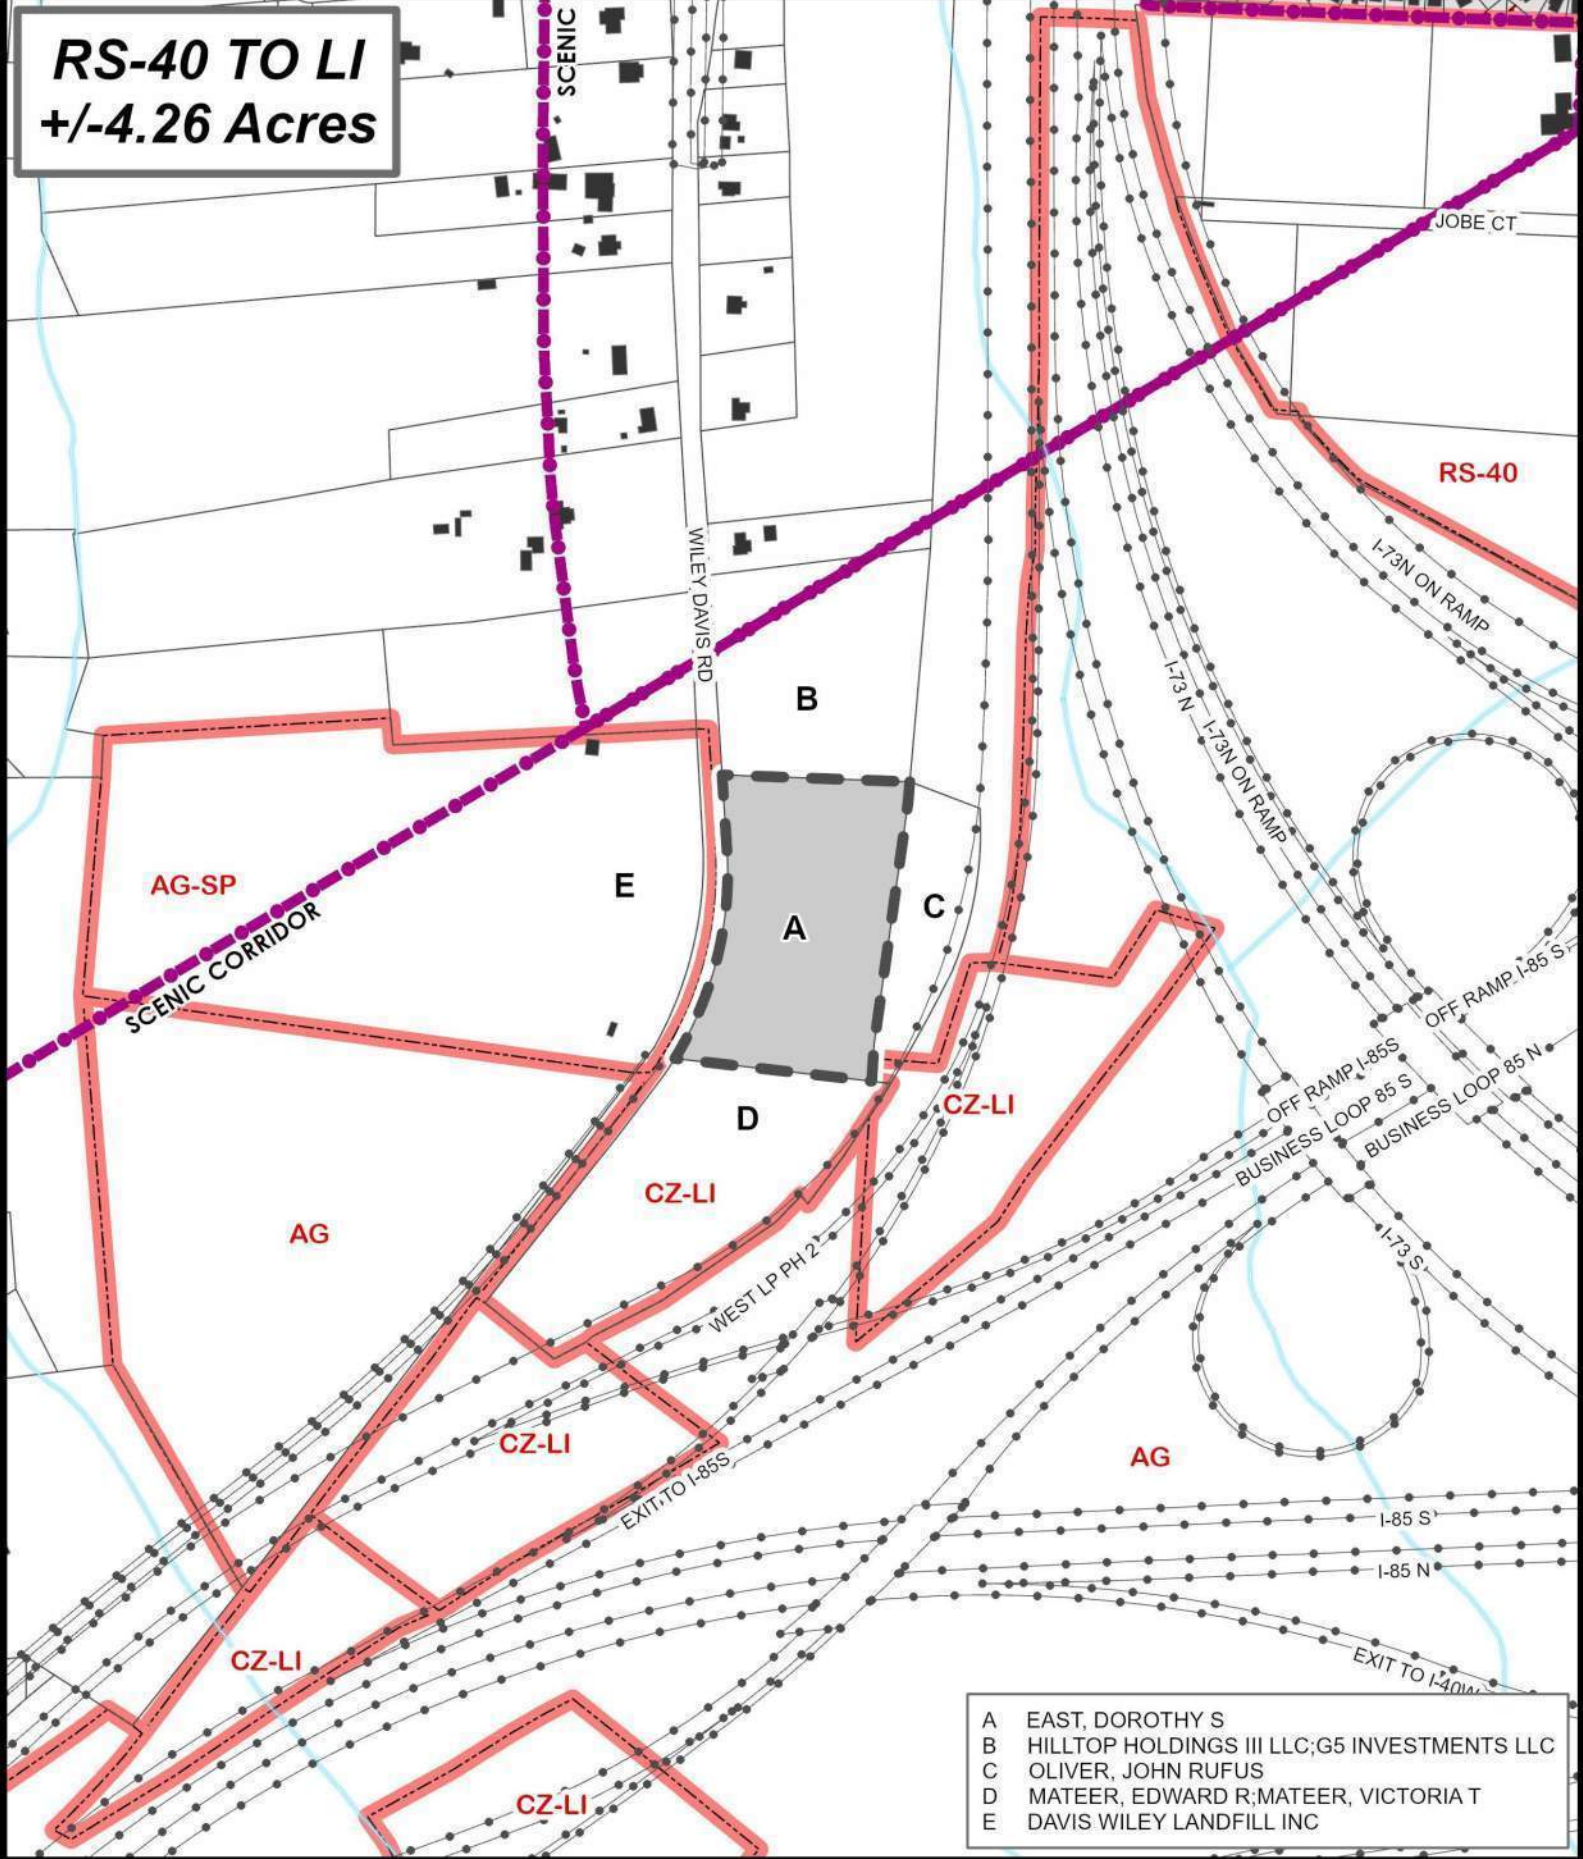 RS-40 TO LI
+/-4.26 Acres
SCENIC
JOBE CT
RS-40
WILEY DAVIS RD
I-73N ON RAMP
I-73 N
B
I-73N ON RAMP
AG-SP
E
C
A
SCENIC CORRIDOR
OFF RAMP I-85 S
OFF RAMP I-85S
BUSINESS LOOP 85 S
BUSINESS LOOP 85 N
CZ-LI
D
CZ-LI
AG
WEST LP PH 2
I-73 S
CZ-LI
AG
EXIT TO I-85S
I-85 S
I-85 N
CZ-LI
EXIT TO I-40W
CZ-LI
A EAST, DOROTHY S
B HILLTOP HOLDINGS III LLC;G5 INVESTMENTS LLC
C OLIVER, JOHN RUFUS
D MATEER, EDWARD R;MATEER, VICTORIA T
E DAVIS WILEY LANDFILL INC